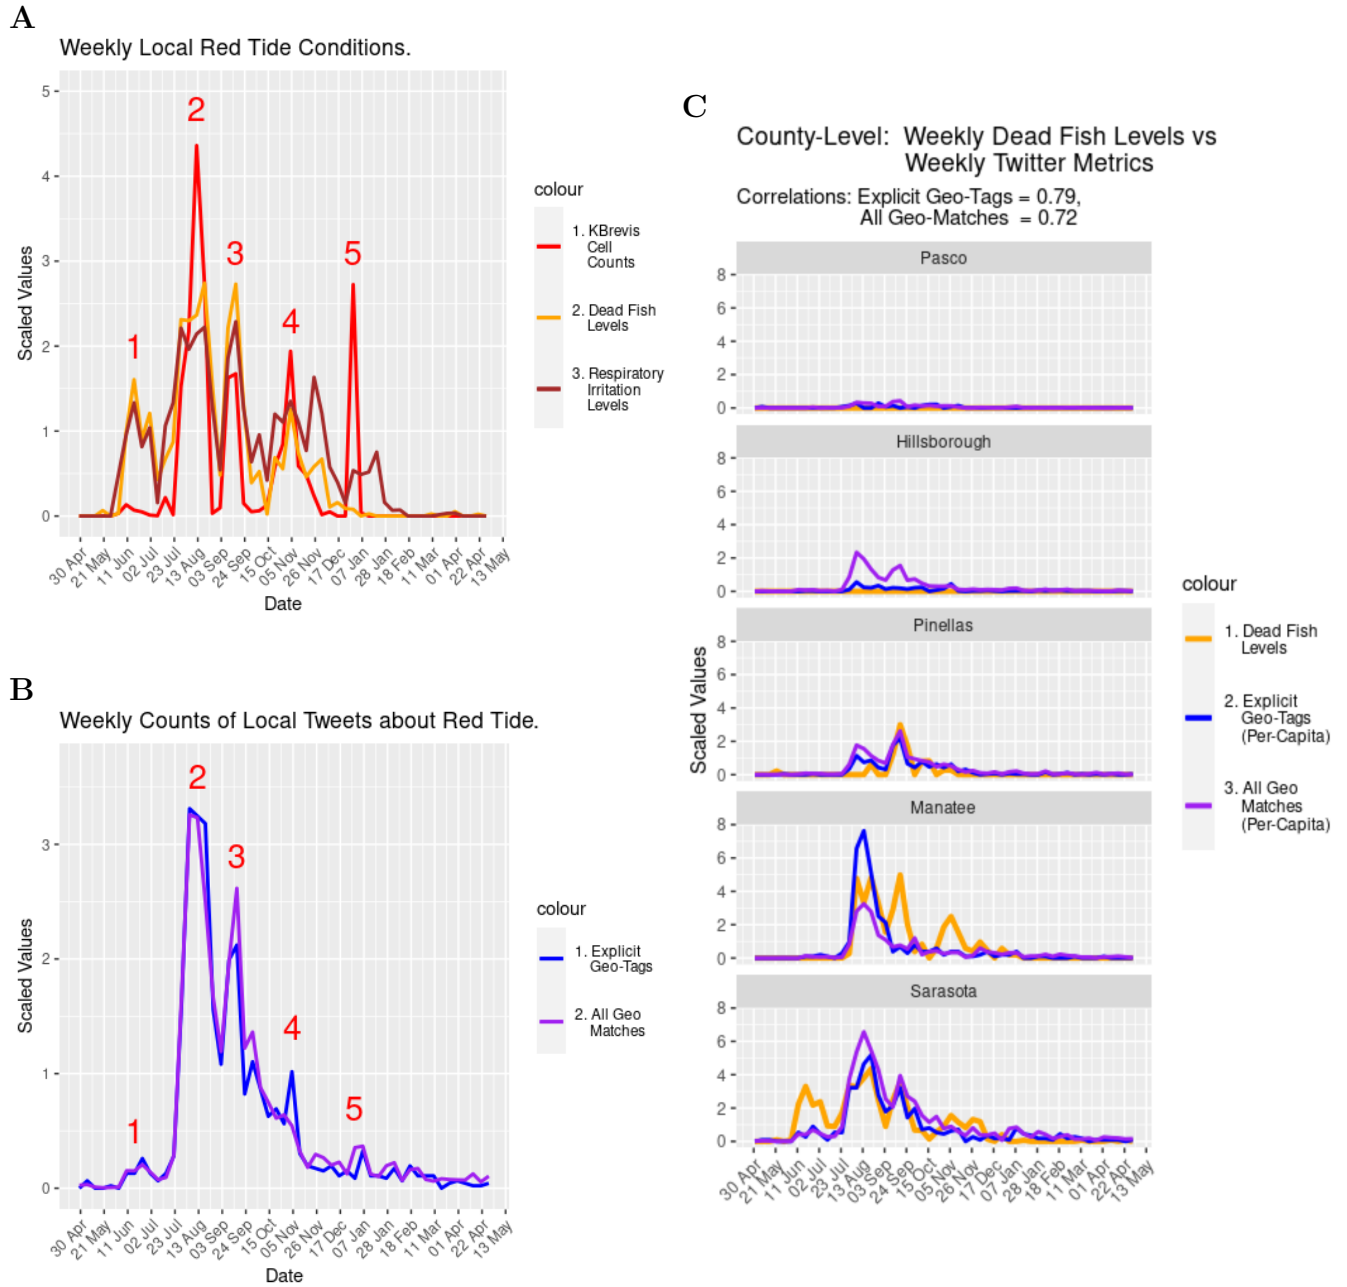 A
Weekly Local Red Tide Conditions.
5
4
3
2
1
0
Scaled Values
1
2
3
4
5
30 Apr
21 May
11 Jun
02 Jul
23 Jul
13 Aug
03 Sep
24 Sep
15 Oct
05 Nov
26 Nov
17 Dec
07 Jan
28 Jan
18 Feb
11 Mar
01 Apr
22 Apr
13 May
Date
colour
1. KBrevis
Cell
Counts
2. Dead Fish
Levels
3. Respiratory
Irritation
Levels
B
Weekly Counts of Local Tweets about Red Tide.
3
2
1
0
Scaled Values
1
2
3
4
5
30 Apr
21 May
11 Jun
02 Jul
23 Jul
13 Aug
03 Sep
24 Sep
15 Oct
05 Nov
26 Nov
17 Dec
07 Jan
28 Jan
18 Feb
11 Mar
01 Apr
22 Apr
13 May
Date
colour
1. Explicit
Geo-Tags
2. All Geo
Matches
C
County-Level: Weekly Dead Fish Levels vs
Weekly Twitter Metrics
Correlations: Explicit Geo-Tags = 0.79,
All Geo-Matches = 0.72
Scaled Values
Pasco
8
6
4
2
0
Hillsborough
8
6
4
2
0
Pinellas
8
6
4
2
0
Manatee
8
6
4
2
0
Sarasota
8
6
4
2
0
30 Apr
21 May
11 Jun
02 Jul
23 Jul
13 Aug
03 Sep
24 Sep
15 Oct
05 Nov
26 Nov
17 Dec
07 Jan
28 Jan
18 Feb
11 Mar
01 Apr
22 Apr
13 May
colour
1. Dead Fish
Levels
2. Explicit
Geo-Tags
(Per-Capita)
3. All Geo
Matches
(Per-Capita)